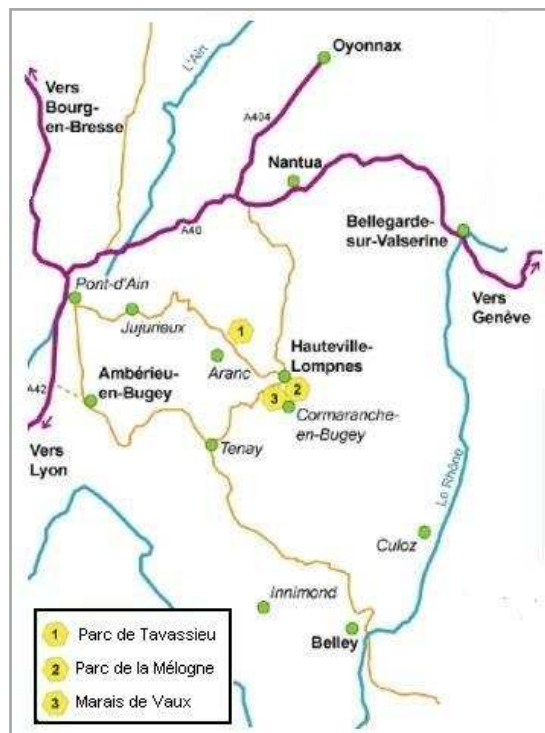 Oyonnax
L'Ain
Vers
Bourg-
en-Bresse
A404
Nantua
Bellegarde-
sur-Valserine
A40
Pont-d'Ain
Vers
Genève
Jujurieux
1
Hauteville-
Lompnes
Aranc
Ambérieu-
en-Bugey
A42
2
3
Cormaranche-
en-Bugey
Vers
Lyon
Tenay
Le Rhône
Culoz
Innimond
Belley
1 Parc de Tavassieu
2 Parc de la Mélogne
3 Marais de Vaux